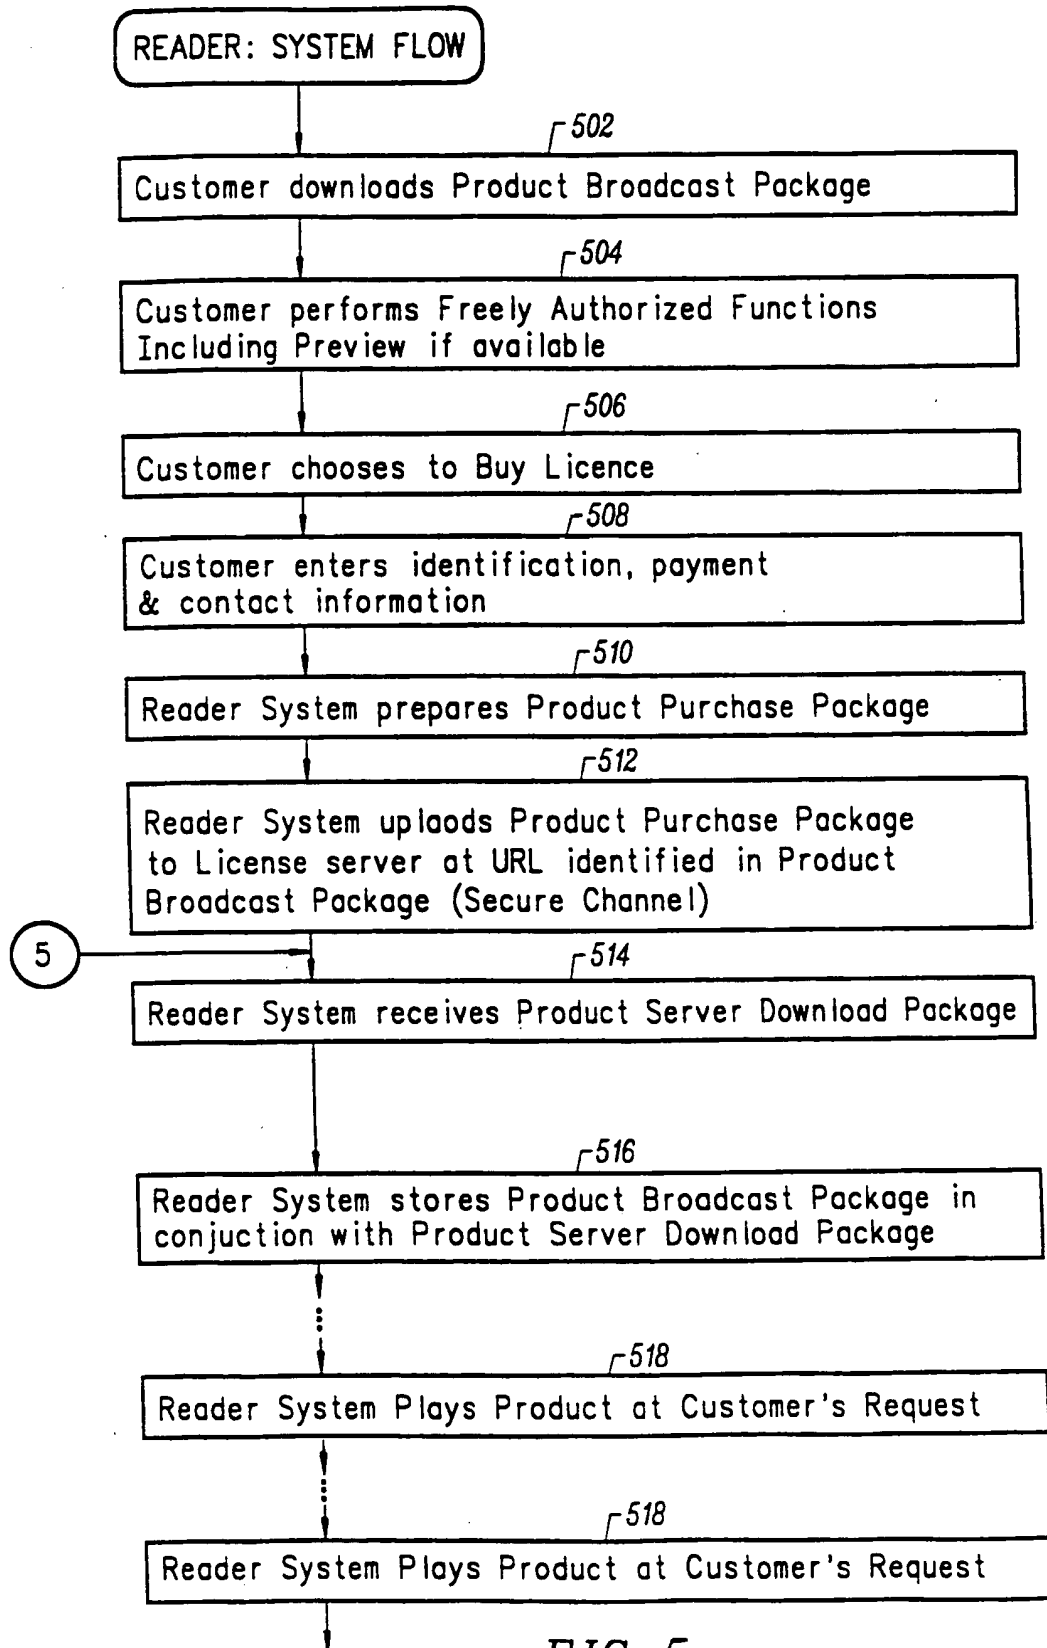 READER: SYSTEM FLOW
502
Customer downloads Product Broadcast Package
504
Customer performs Freely Authorized Functions
Including Preview if available
506
Customer chooses to Buy Licence
508
Customer enters identification, payment
& contact information
510
Reader System prepares Product Purchase Package
512
Reader System uplaods Product Purchase Package
to License server at URL identified in Product
Broadcast Package (Secure Channel)
5
514
Reader System receives Product Server Download Package
516
Reader System stores Product Broadcast Package in
conjuction with Product Server Download Package
518
Reader System Plays Product at Customer's Request
518
Reader System Plays Product at Customer's Request
FIG. 5